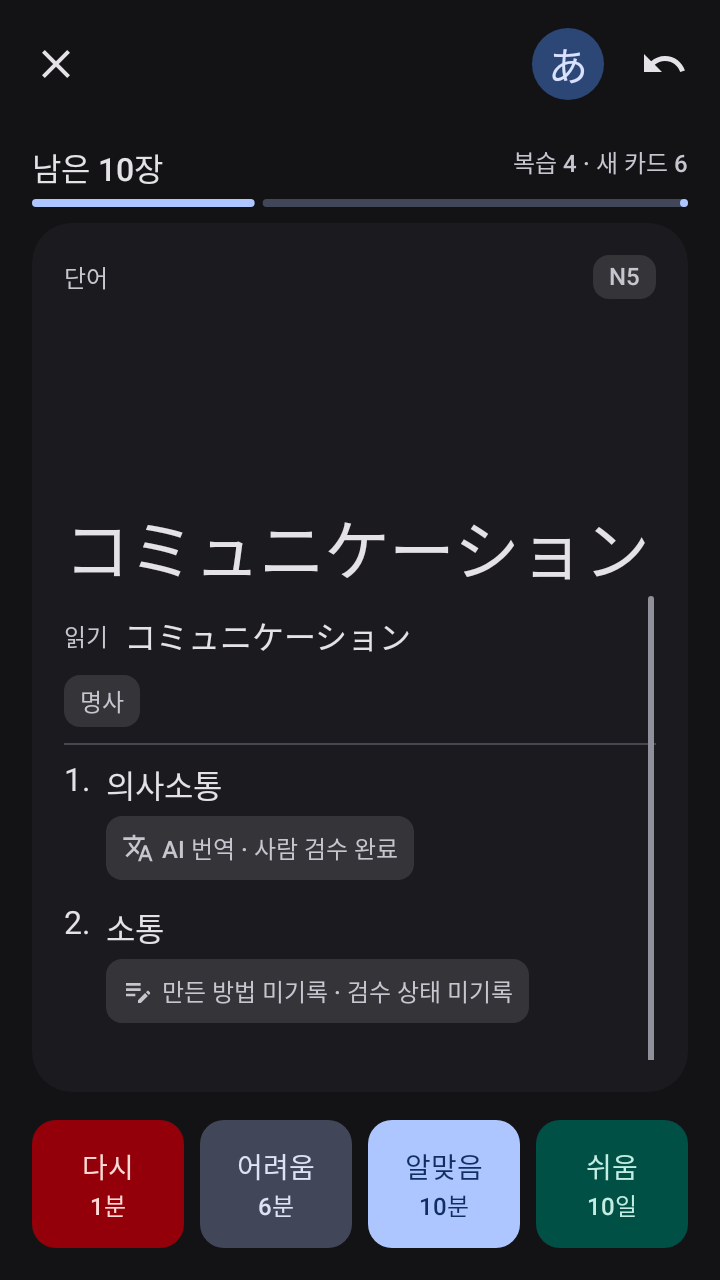 あ
남은 10장
복습 4 · 새 카드 6
단어
N5
コミュニケーション
읽기 コミュニケーション
명사
1. 의사소통
AI 번역 · 사람 검수 완료
2. 소통
만든 방법 미기록 · 검수 상태 미기록
다시
1분
어려움
6분
알맞음
10분
쉬움
10일